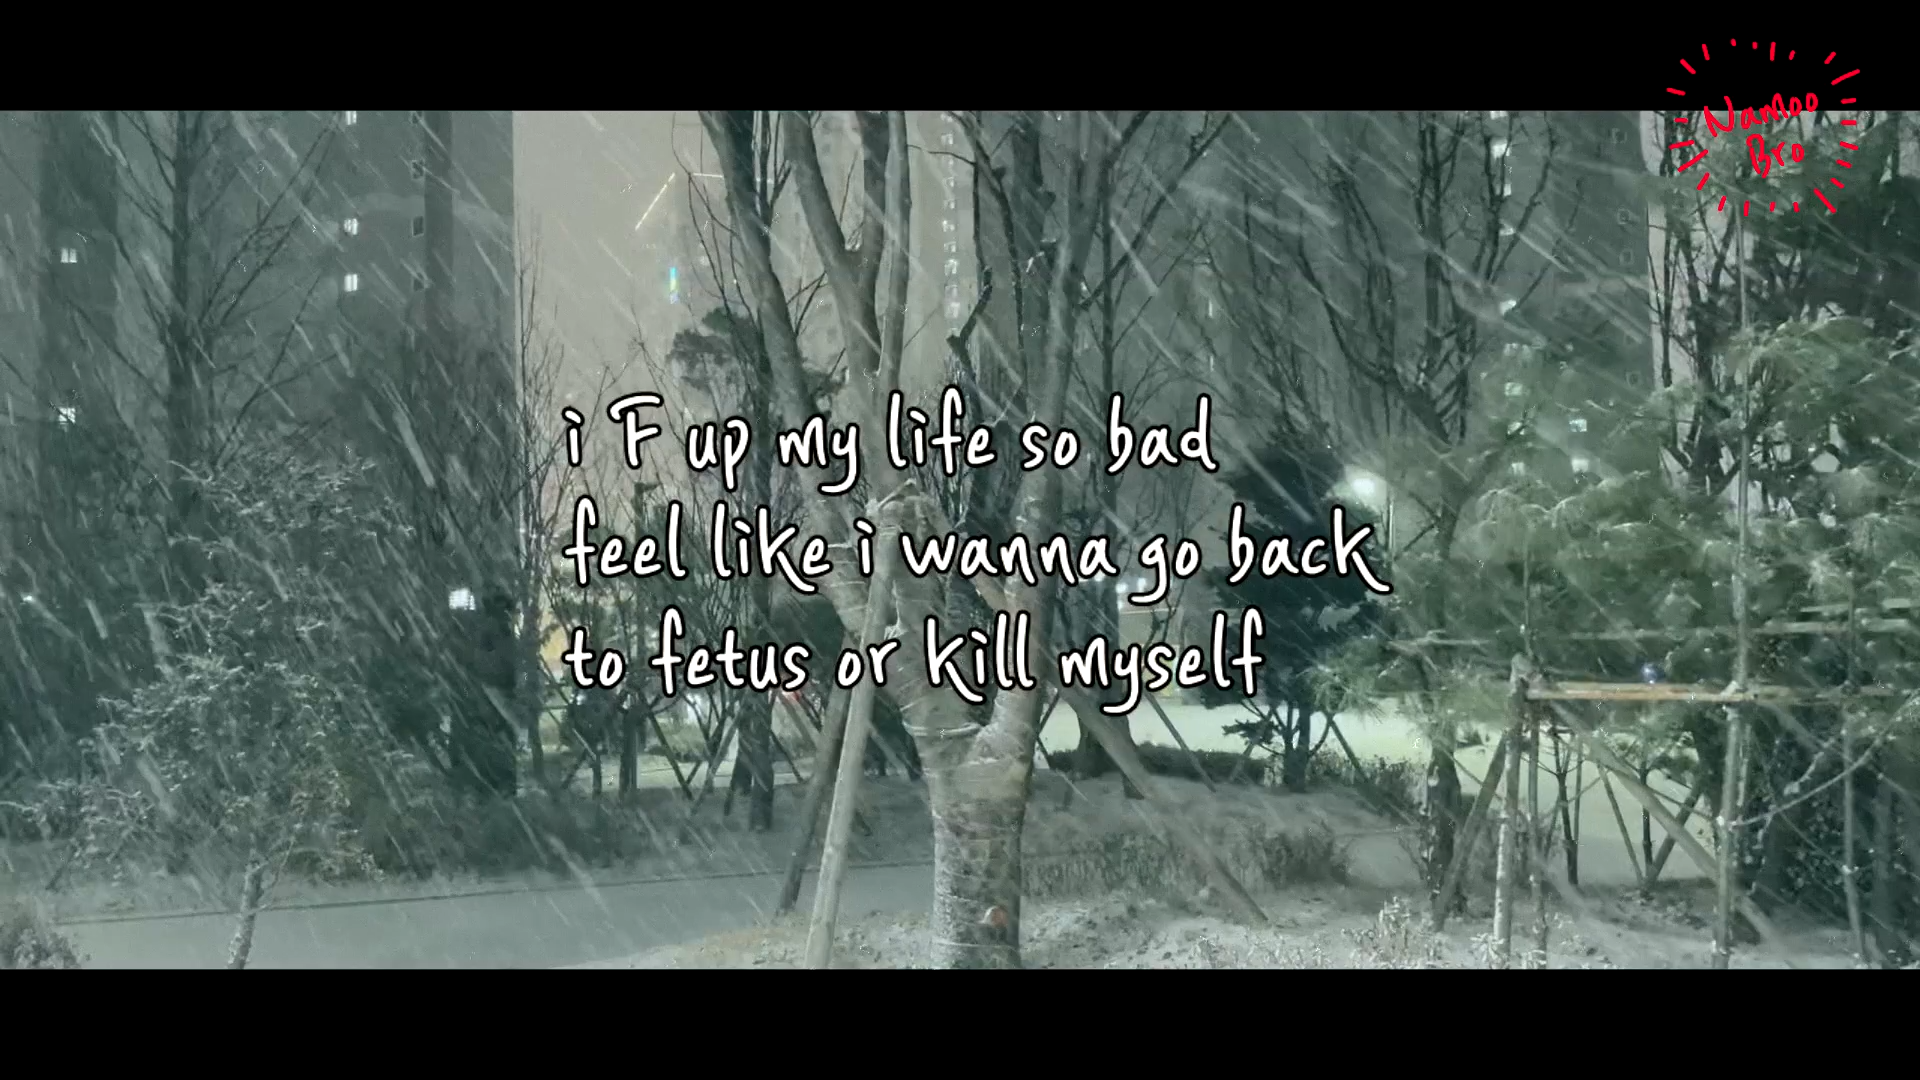 Namoo
Bro
i F up my life so bad
feel like i wanna go back
to fetus or kill myself